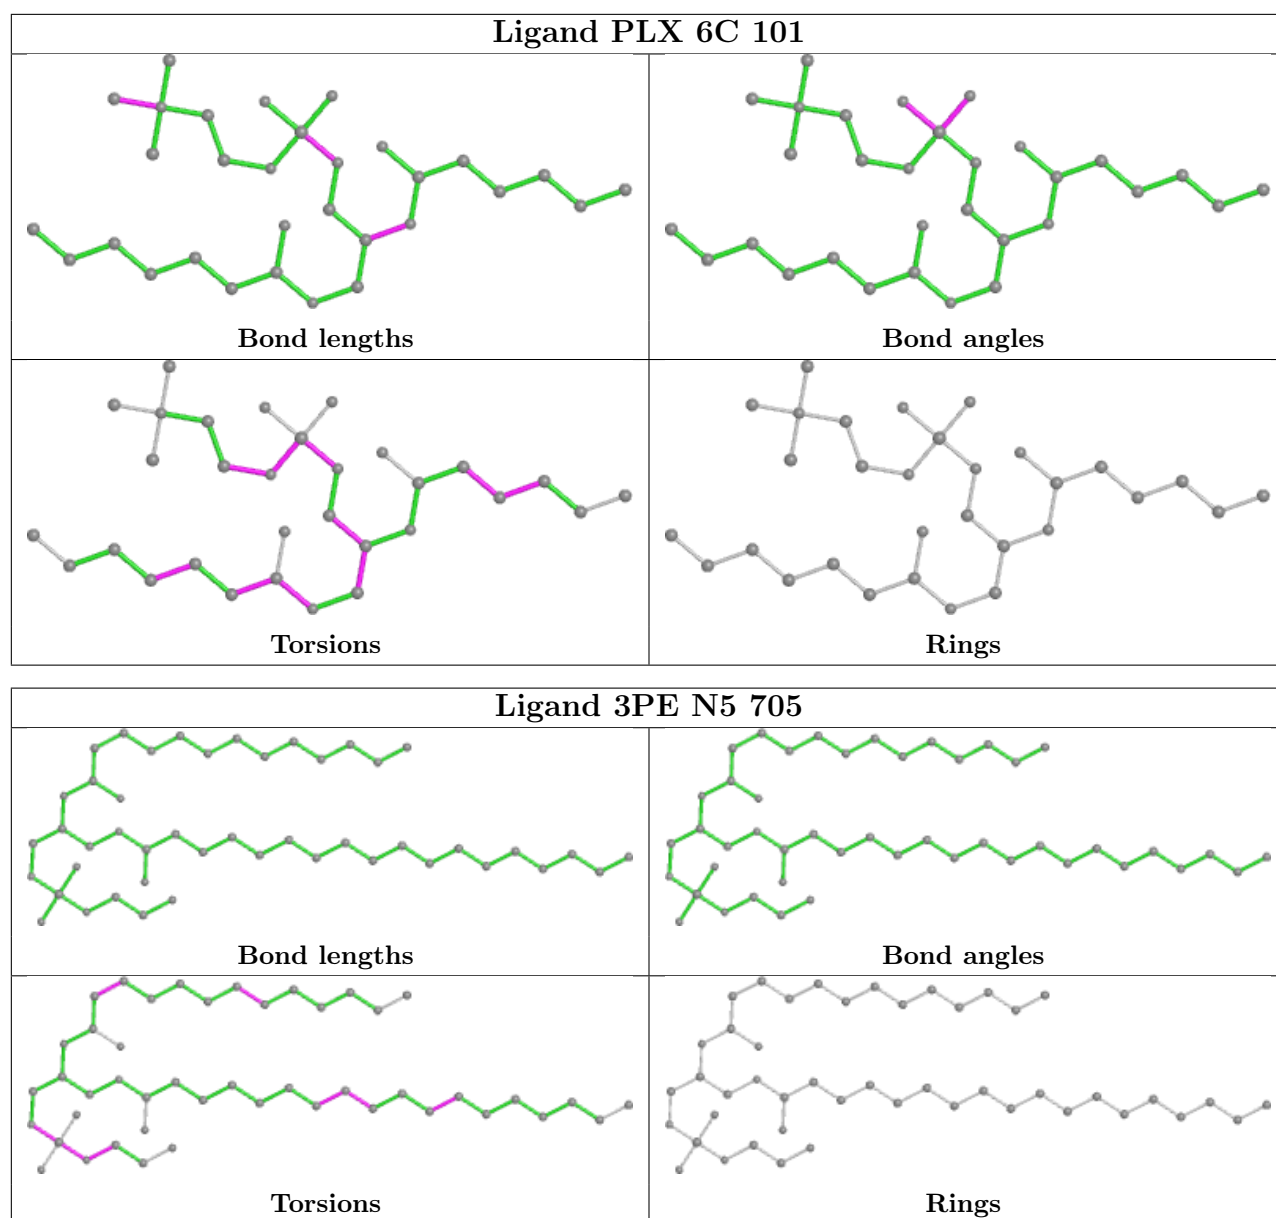 Ligand PLX 6C 101
Bond lengths
Bond angles
Torsions
Rings
Ligand 3PE N5 705
Bond lengths
Bond angles
Torsions
Rings